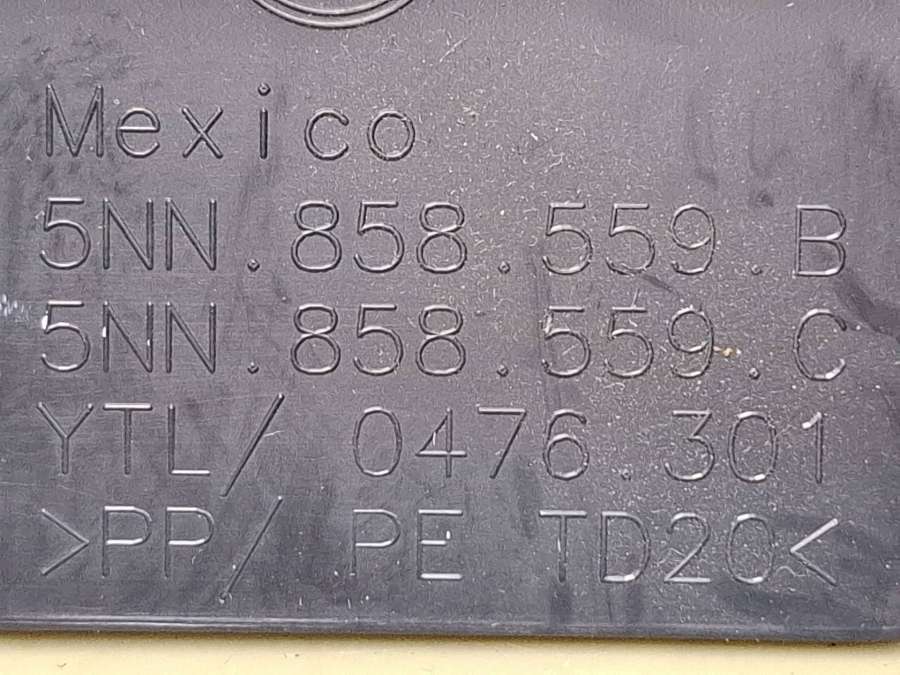 Mexico
5NN.858.559.B
5NN.858.559.C
YTL/ 0476.301
>PP/ PE TD20<